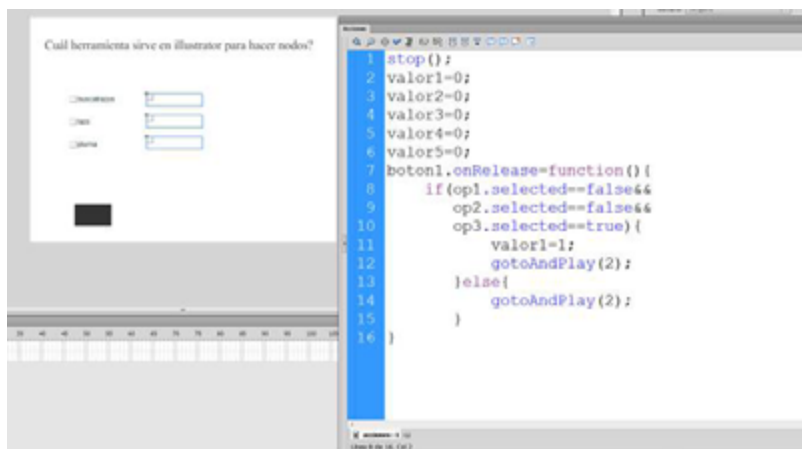 Cuál herramienta sirve en illustrator para hacer nodos?
lapiz
pluma
1 stop();
2 valor1=0;
3 valor2=0;
4 valor3=0;
5 valor4=0;
6 valor5=0;
7 boton1.onRelease=function(){
8 if(op1.selected==false&&
9 op2.selected==false&&
10 op3.selected==true){
11 valor1=1;
12 gotoAndPlay(2);
13 }else{
14 gotoAndPlay(2);
15 }
16 }